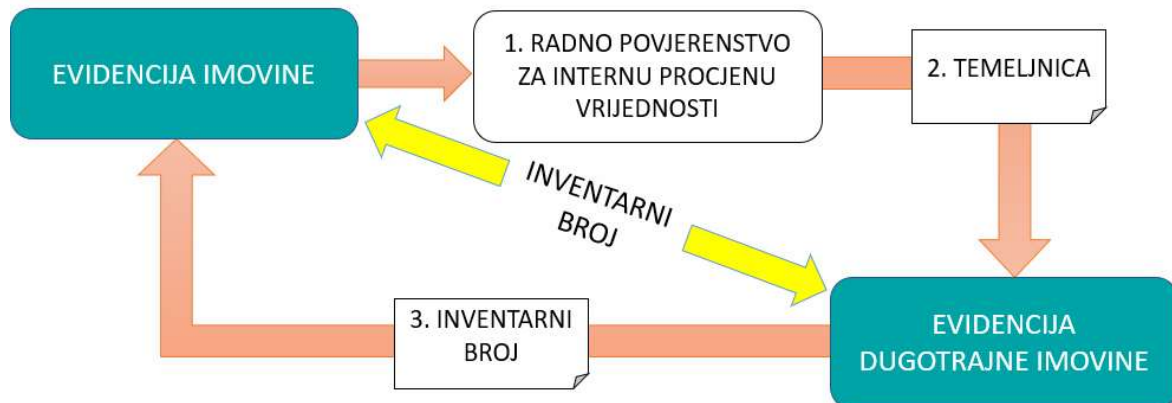 EVIDENCIJA IMOVINE
1. RADNO POVJERENSTVO
ZA INTERNU PROCJENU
VRIJEDNOSTI
2. TEMELJNICA
INVENTARNI
BROJ
3. INVENTARNI
BROJ
EVIDENCIJA
DUGOTRAJNE IMOVINE